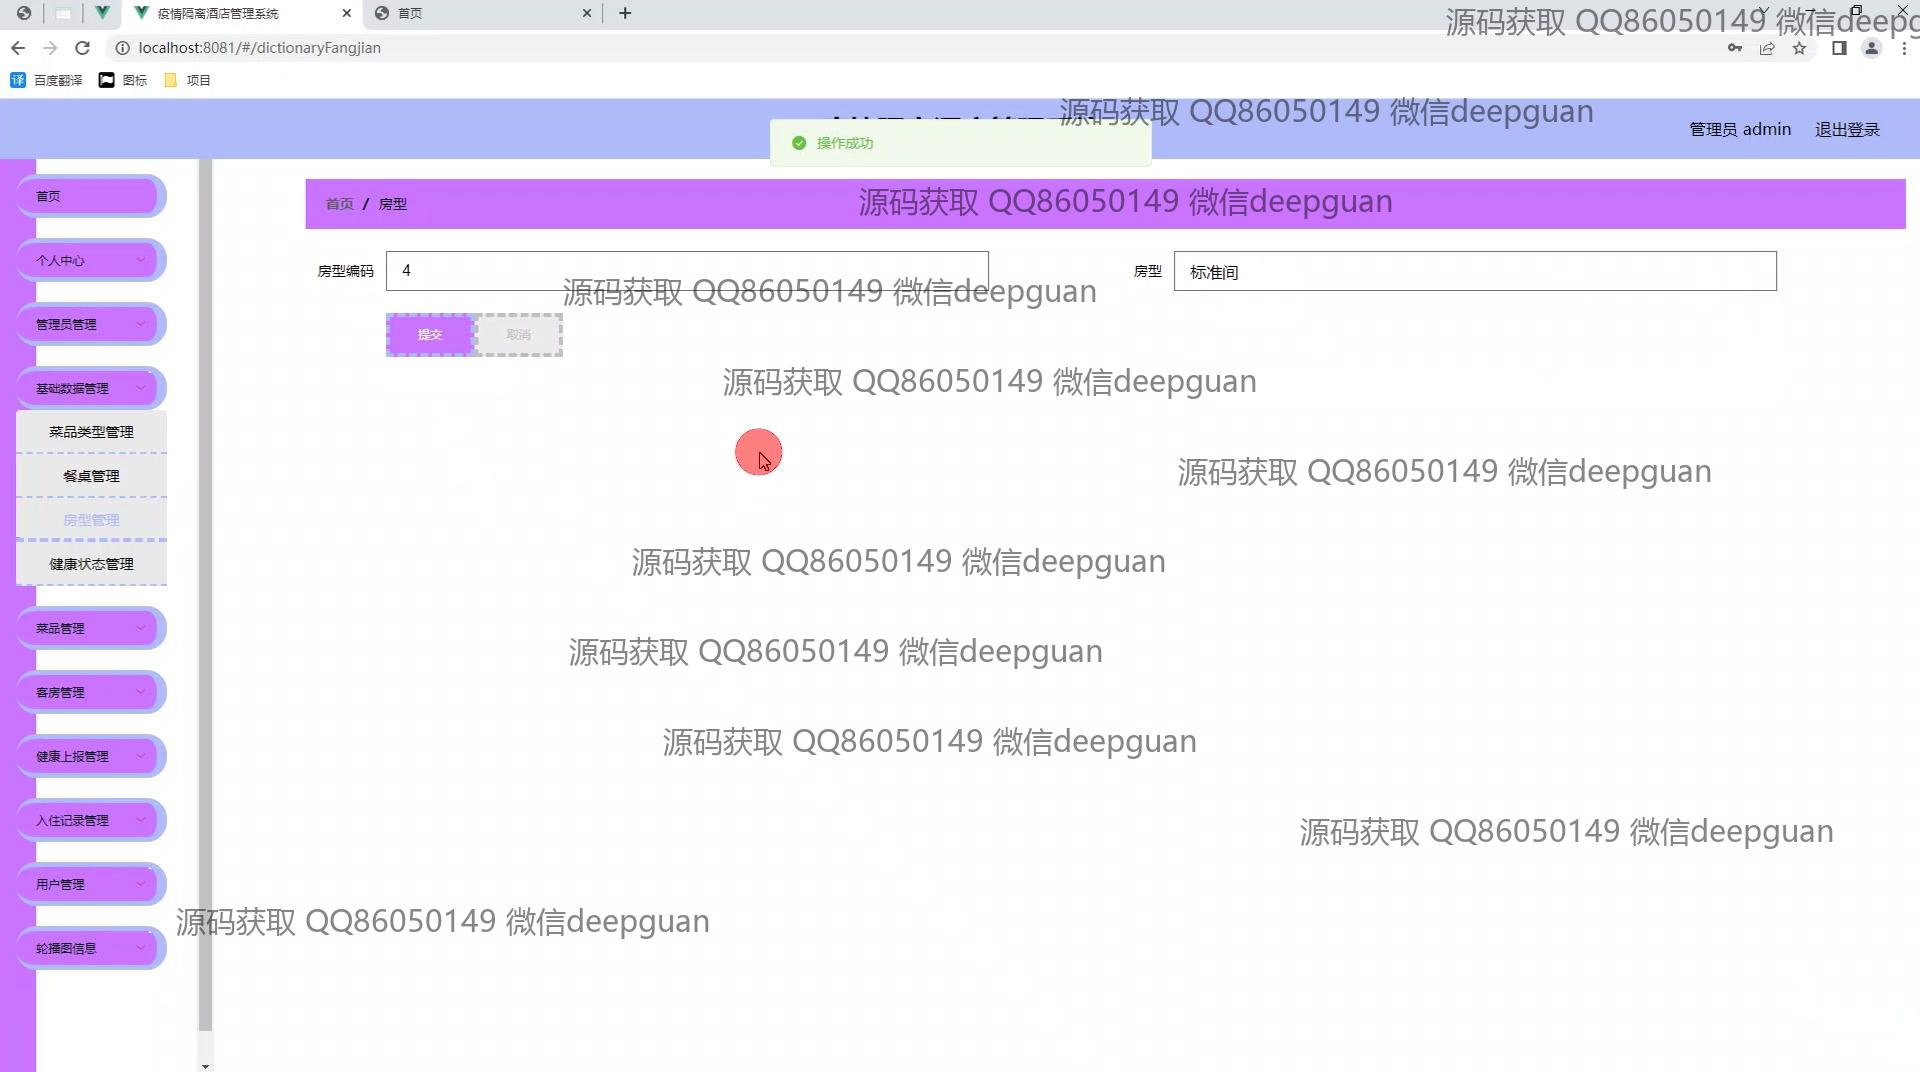 疫情隔离酒店管理系统
首页
源码获取 QQ86050149 微信deepg
localhost:8081/#/dictionaryFangjian
百度翻译
图标
项目
源码获取 QQ86050149 微信deepguan
操作成功
管理员 admin
退出登录
首页
首页 / 房型
源码获取 QQ86050149 微信deepguan
个人中心
房型编码
4
房型
标准间
源码获取 QQ86050149 微信deepguan
管理员管理
提交
取消
基础数据管理
源码获取 QQ86050149 微信deepguan
菜品类型管理
餐桌管理
源码获取 QQ86050149 微信deepguan
房型管理
健康状态管理
源码获取 QQ86050149 微信deepguan
菜品管理
源码获取 QQ86050149 微信deepguan
客房管理
健康上报管理
源码获取 QQ86050149 微信deepguan
入住记录管理
源码获取 QQ86050149 微信deepguan
用户管理
源码获取 QQ86050149 微信deepguan
轮播图信息